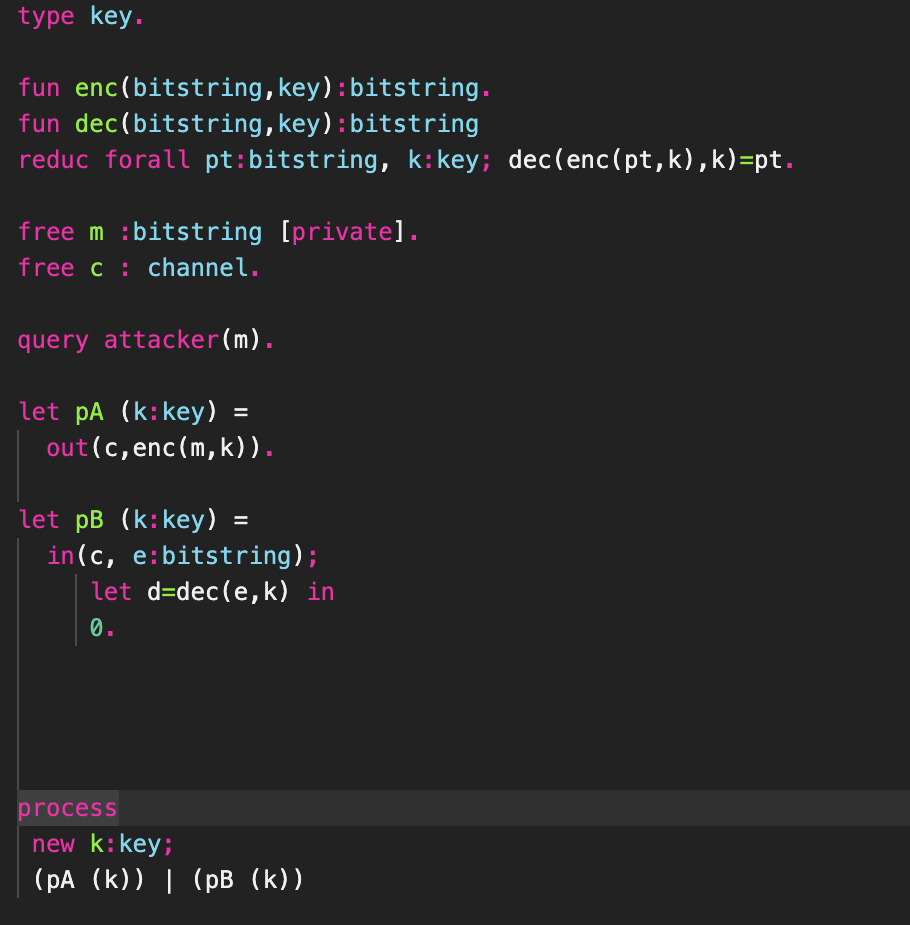 type key.
fun enc(bitstring,key):bitstring.
fun dec(bitstring,key):bitstring
reduc forall pt:bitstring, k:key; dec(enc(pt,k),k)=pt.
free m :bitstring [private].
free c : channel.
query attacker(m).
let pA (k:key) =
out(c,enc(m,k)).
let pB (k:key) =
in(c, e:bitstring);
let d=dec(e,k) in
0.
process
new k:key;
(pA (k)) | (pB (k))